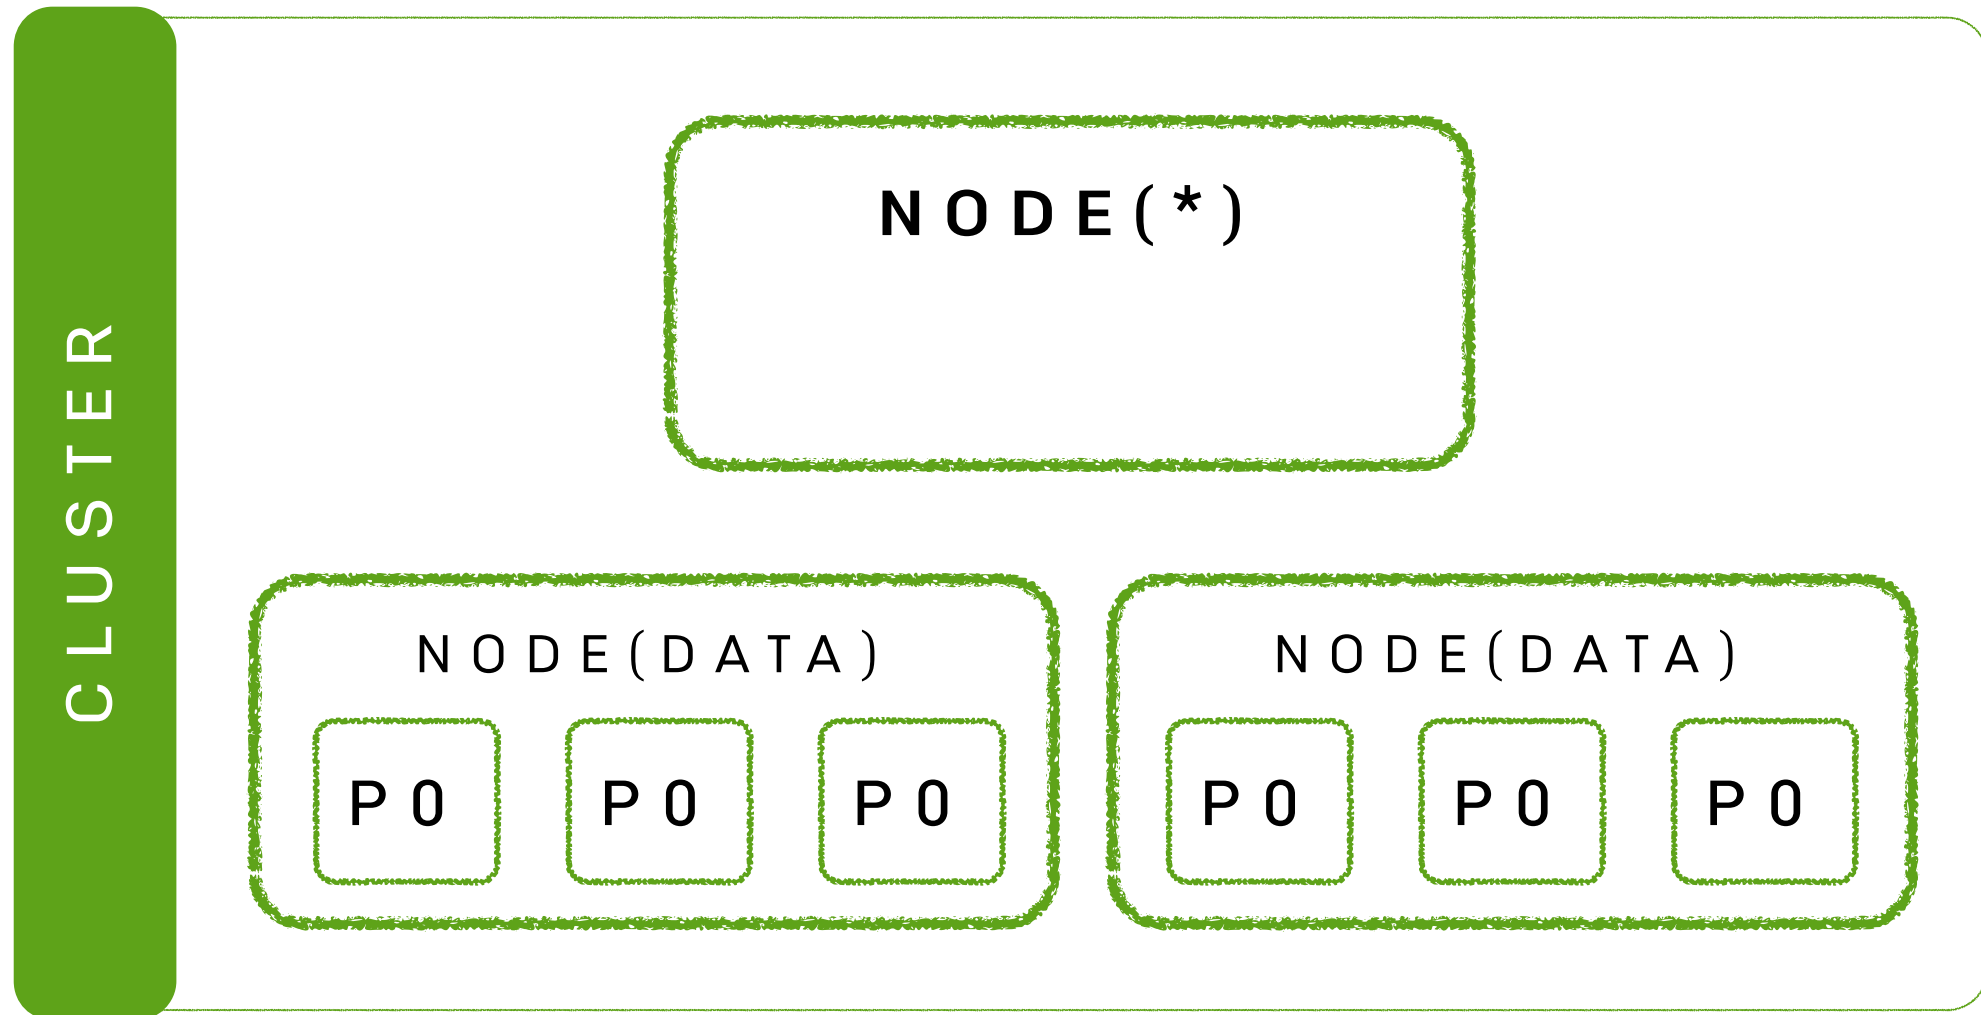 CLUSTER
NODE(*)
NODE(DATA)
P0
P0
P0
NODE(DATA)
P0
P0
P0